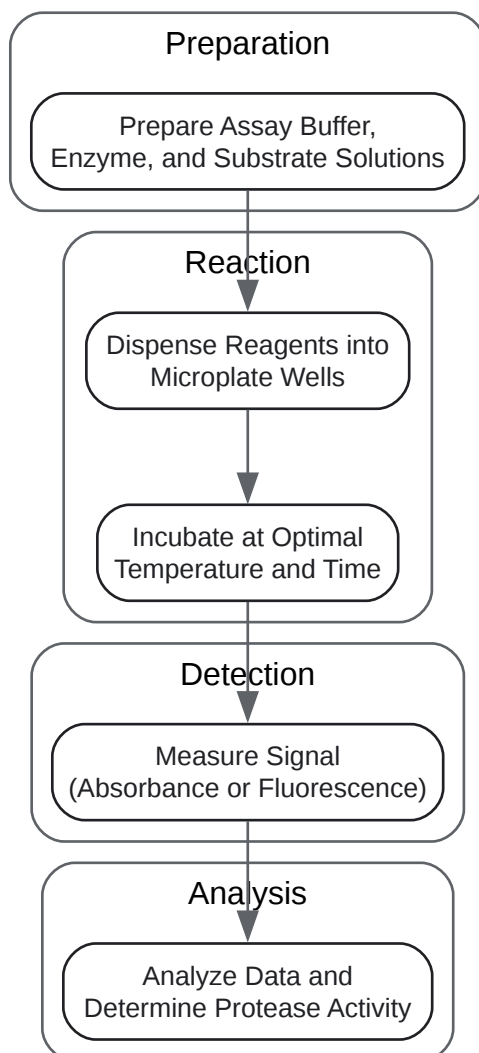 Preparation
Prepare Assay Buffer,
Enzyme, and Substrate Solutions
Reaction
Dispense Reagents into
Microplate Wells
Incubate at Optimal
Temperature and Time
Detection
Measure Signal
(Absorbance or Fluorescence)
Analysis
Analyze Data and
Determine Protease Activity